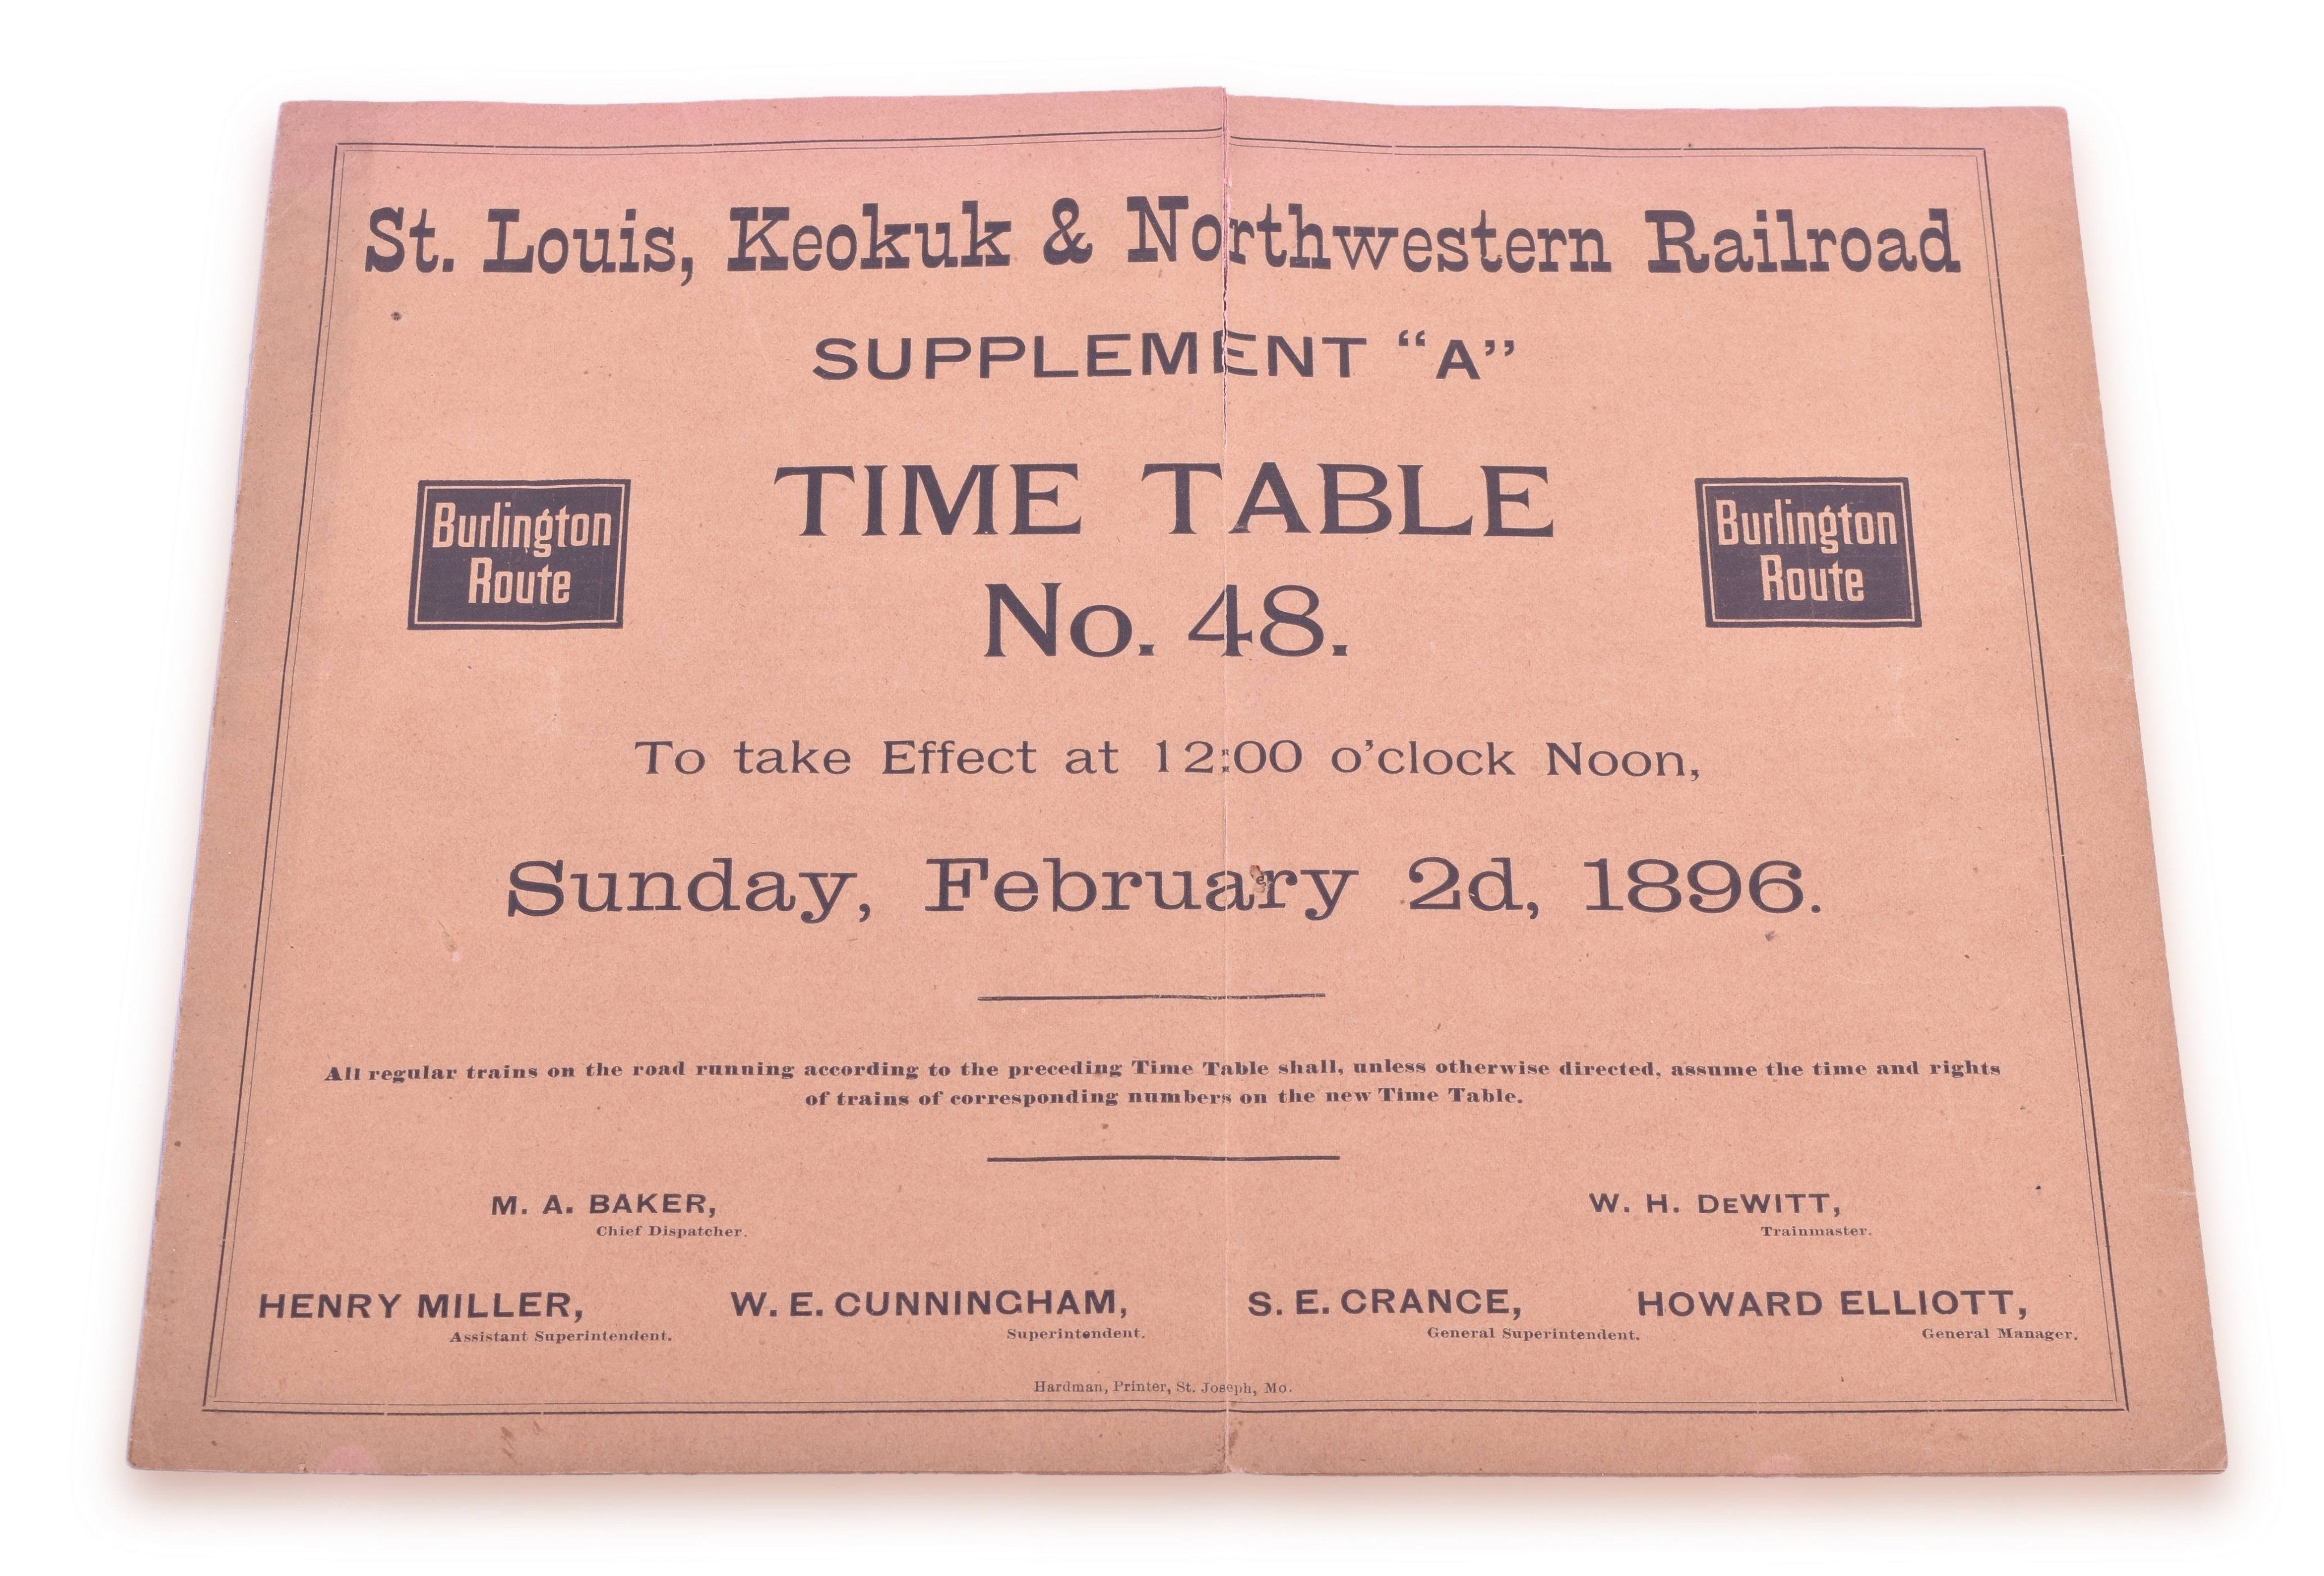 St. Louis, Keokuk & Northwestern Railroad
SUPPLEMENT “A”
TIME TABLE
No. 48.
Burlington
Route
Burlington
Route
To take Effect at 12:00 o’clock Noon,
Sunday, February 2d, 1896.
All regular trains on the road running according to the preceding Time Table shall, unless otherwise directed, assume the time and rights
of trains of corresponding numbers on the new Time Table.
M. A. BAKER,
Chief Dispatcher.
W. H. DEWITT,
Trainmaster.
HENRY MILLER,
Assistant Superintendent.
W. E. CUNNINGHAM,
Superintendent.
S. E. CRANCE,
General Superintendent.
HOWARD ELLIOTT,
General Manager.
Hardman, Printer, St. Joseph, Mo.